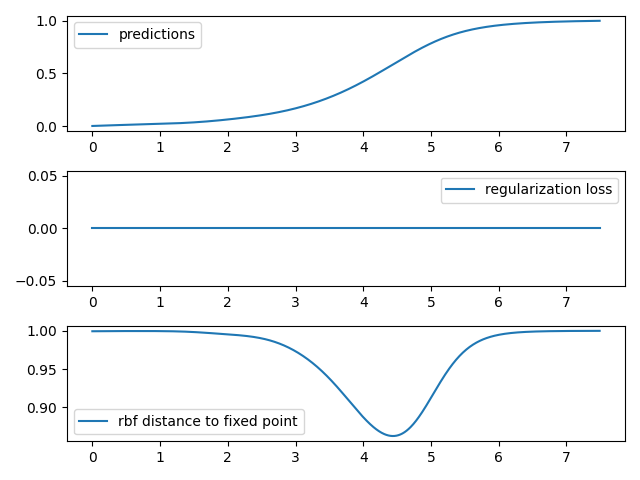 1.0
0.5
0.0
predictions
0 1 2 3 4 5 6 7
0.05
0.00
−0.05
regularization loss
0 1 2 3 4 5 6 7
1.00
0.95
0.90
rbf distance to fixed point
0 1 2 3 4 5 6 7